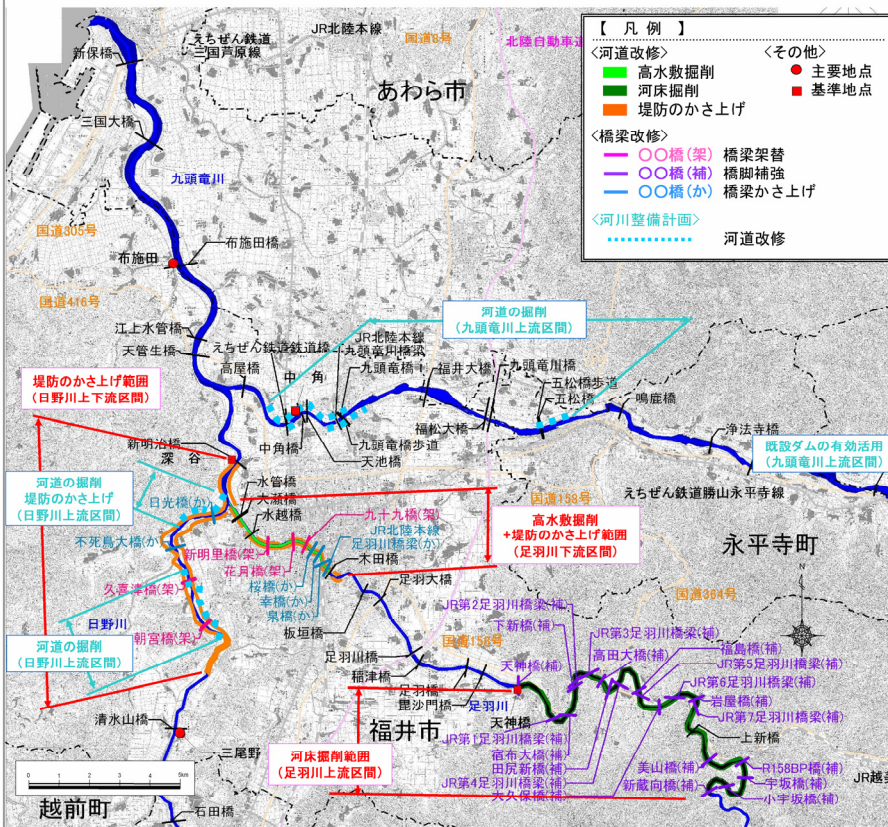 【 凡 例 】
<河道改修>
高水敷掘削
河床掘削
堤防のかさ上げ
<その他>
主要地点
基準地点
<橋梁改修>
〇〇橋(架) 橋梁架替
〇〇橋(補) 橋脚補強
〇〇橋(か) 橋梁かさ上げ
<河川整備計画>
河道改修
えちぜん鉄道
三国芦原線
JR北陸本線
国道8号
北陸自動車道
新保橋
あわら市
三国大橋
九頭竜川
国道305号
布施田
布施田橋
国道416号
河道の掘削
(九頭竜川上流区間)
江上水管橋
天管生橋
えちぜん鉄道鉄道橋
JR北陸本線
九頭竜川橋梁
高屋橋
中 角
九頭竜橋
福井大橋
九頭竜川橋
五松橋歩道
五松橋
鳴鹿橋
堤防のかさ上げ範囲
(日野川上下流区間)
中角橋
天池橋
九頭竜橋歩道
福松大橋
浄法寺橋
新明治橋
深 谷
既設ダムの有効活用
(九頭竜川上流区間)
河道の掘削
堤防のかさ上げ
(日野川上流区間)
水管橋
大瀬橋
水越橋
日光橋(か)
不死鳥大橋(か)
えちぜん鉄道勝山永平寺線
国道158号
九十九橋(架)
JR北陸本線
足羽川橋梁(か)
新明里橋(架)
花月橋(架)
木田橋
高水敷掘削
+堤防のかさ上げ範囲
(足羽川下流区間)
永平寺町
桜橋(か)
幸橋(か)
泉橋(か)
足羽大橋
久喜津橋(架)
国道364号
板垣橋
日野川
朝宮橋(架)
河道の掘削
(日野川上流区間)
JR第2足羽川橋梁(補)
下新橋(補)
JR第3足羽川橋梁(補)
高田大橋(補)
福島橋(補)
JR第5足羽川橋梁(補)
JR第6足羽川橋梁(補)
岩屋橋(補)
JR第7足羽川橋梁(補)
国道158号
足羽川橋
稲津橋
天神橋(補)
足羽橋
毘沙門橋
足羽川
天神橋
上新橋
清水山橋
福井市
JR第1足羽川橋梁(補)
宿布大橋(補)
田尻新橋(補)
JR第4足羽川橋梁(補)
大久保橋(補)
河床掘削範囲
(足羽川上流区間)
三尾野
美山橋(補)
新蔵向橋(補)
R158BP橋(補)
宇坂橋(補)
小宇坂橋(補)
JR越美
N
0 1 2 3 4 5km
越前町
石田橋